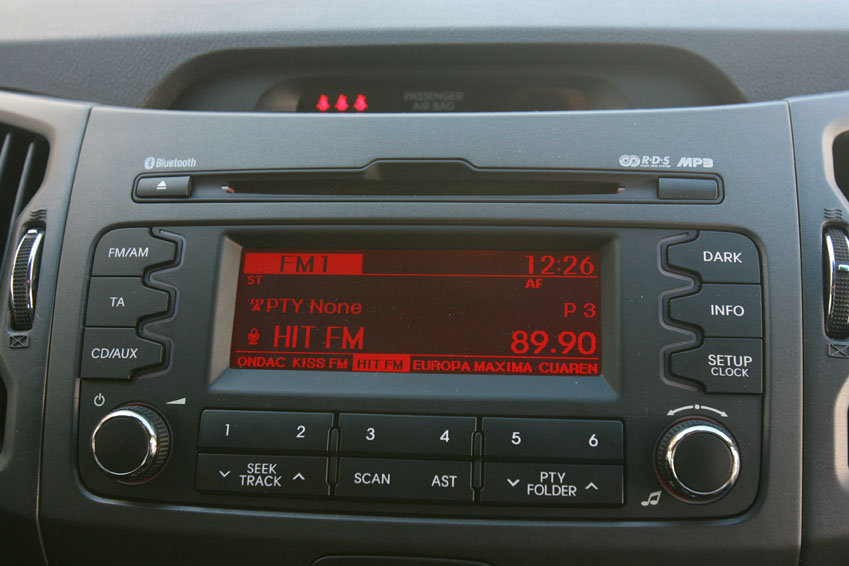 PASSENGER
AIR BAG
Bluetooth
R·D·S
MP3
FM/AM
TA
CD/AUX
FM1
12:26
ST
AF
PTY None
P 3
HIT FM
89.90
ONDAC KISS FM HIT FM EUROPA MAXIMA CUAREN
DARK
INFO
SETUP
CLOCK
1 2 3 4 5 6
SEEK
TRACK
SCAN
AST
PTY
FOLDER